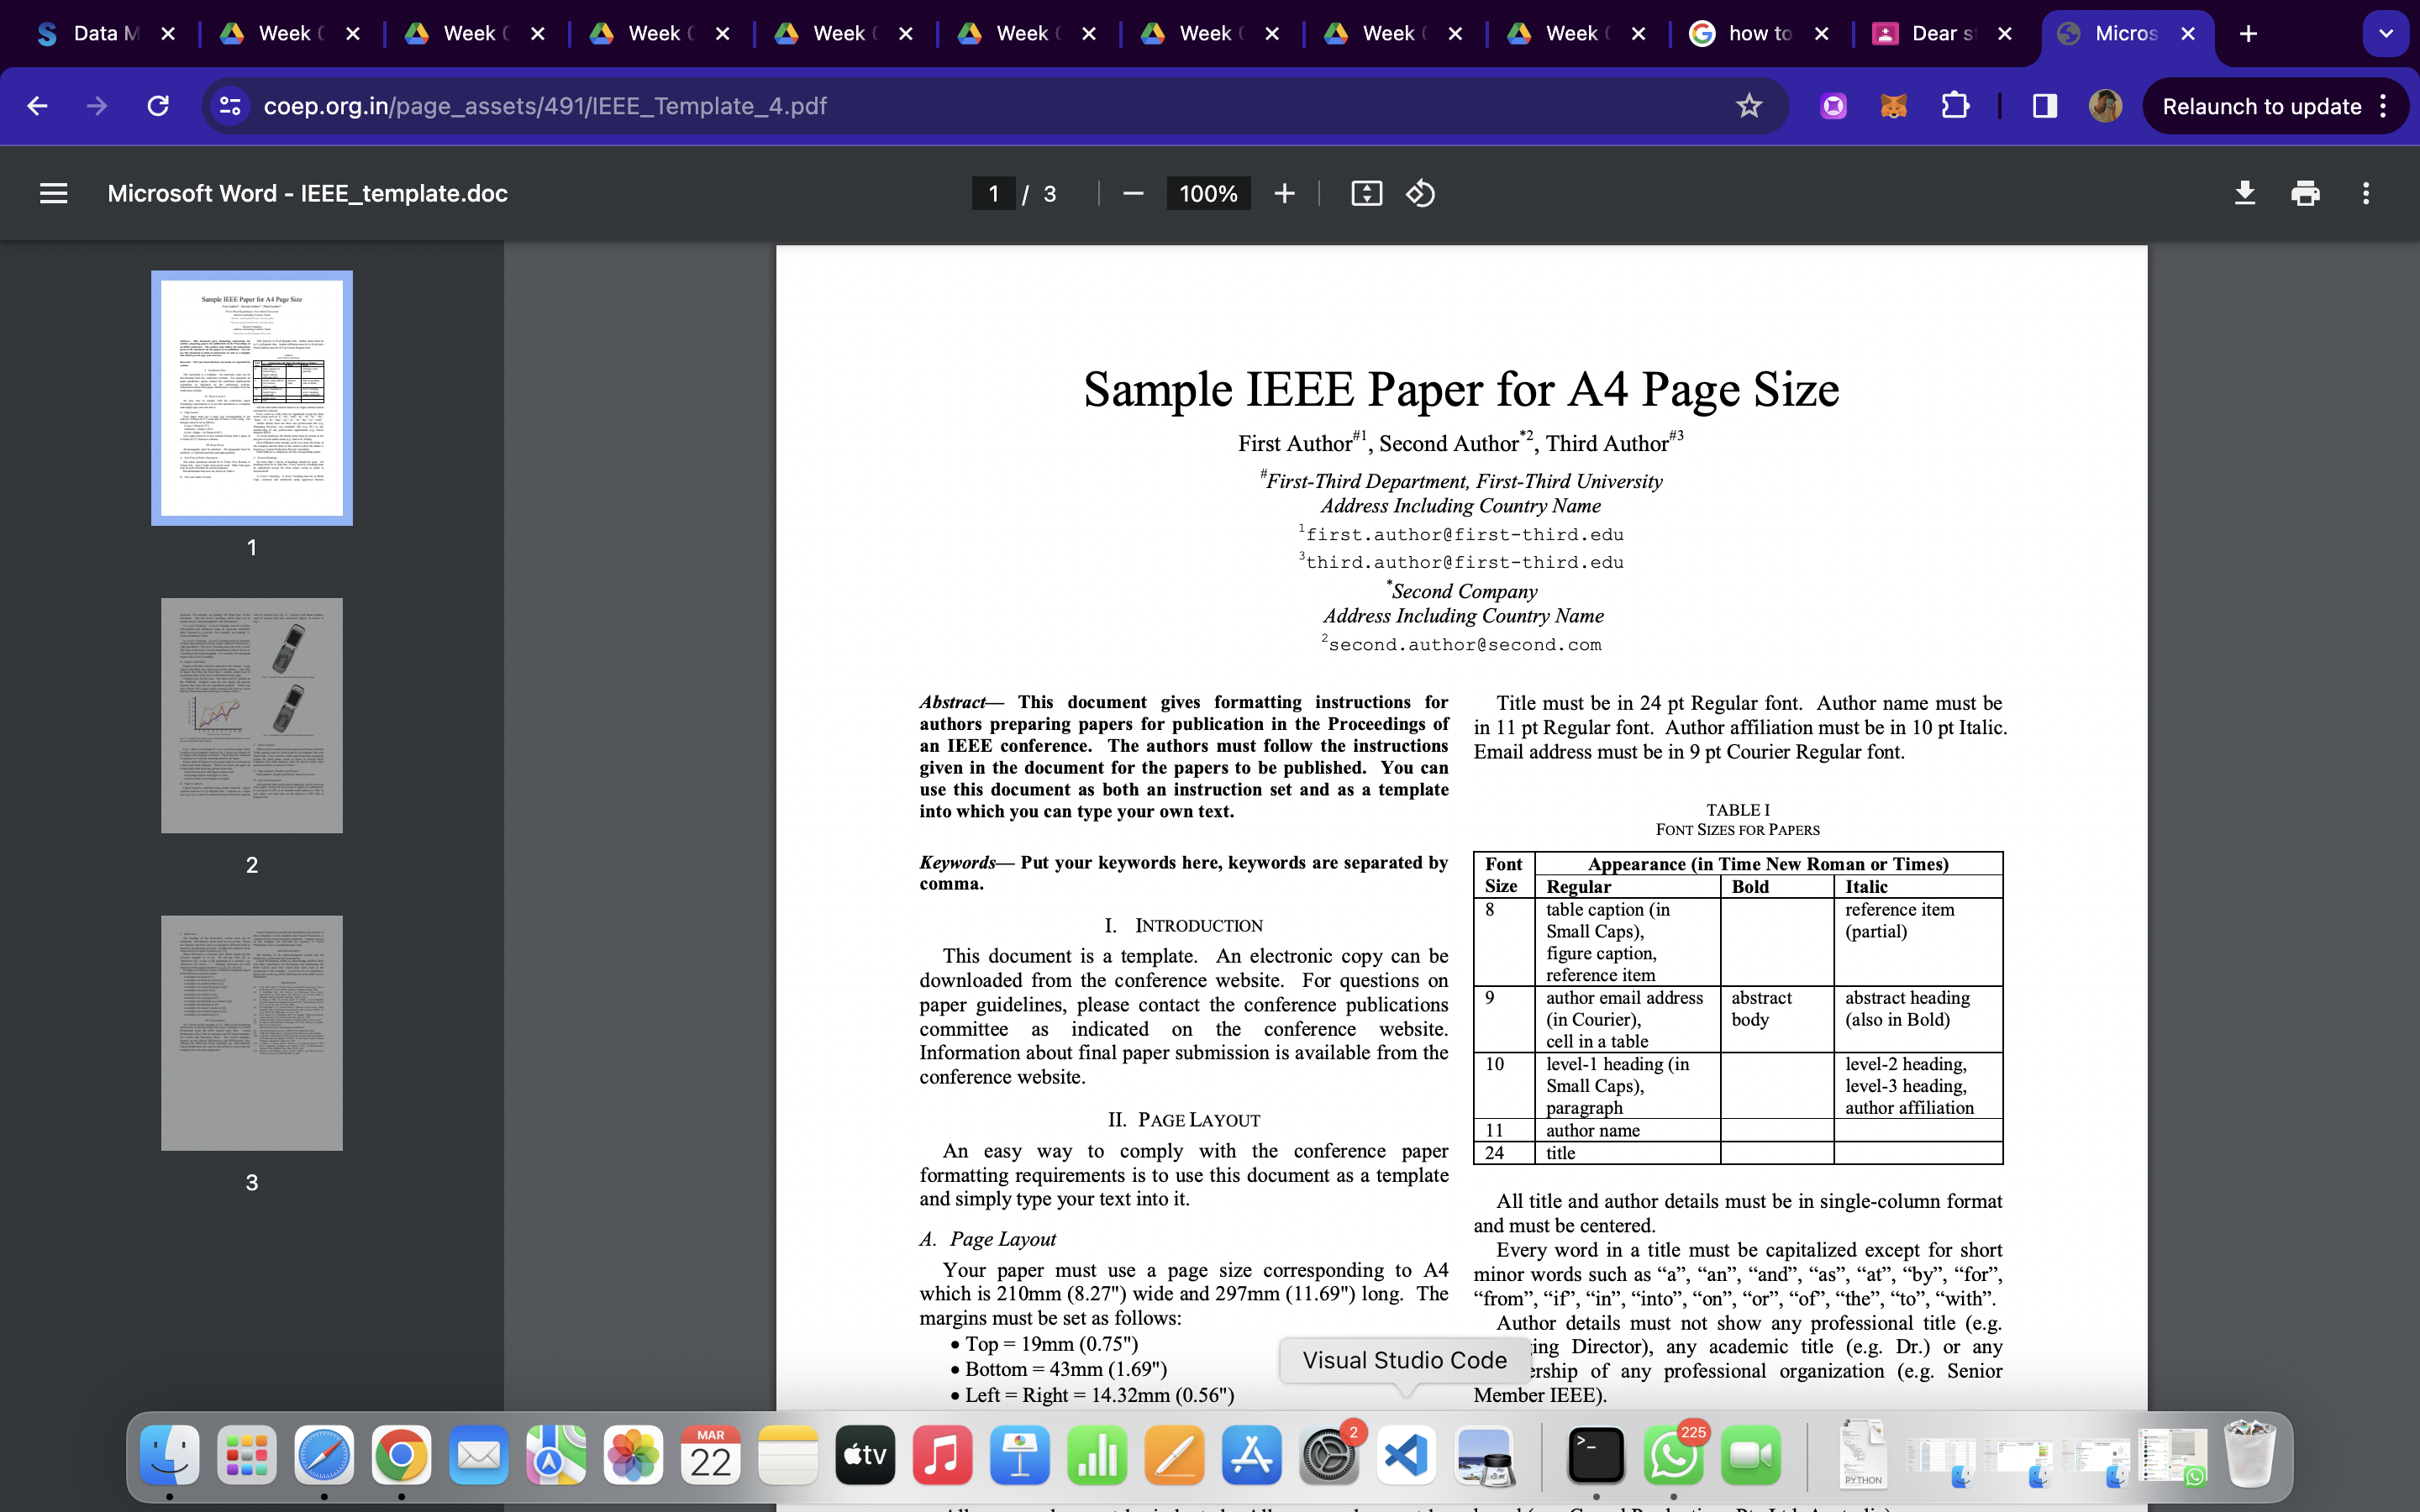 Data M
Week
Week
Week
Week
Week
Week
Week
Week
how to
Dear s
Micros
coep.org.in/page_assets/491/IEEE_Template_4.pdf
Relaunch to update
Microsoft Word - IEEE_template.doc
1 / 3
100%
1
2
3
Sample IEEE Paper for A4 Page Size
First Author#1, Second Author*2, Third Author#3
#First-Third Department, First-Third University
Address Including Country Name
1first.author@first-third.edu
3third.author@first-third.edu
*Second Company
Address Including Country Name
2second.author@second.com
Abstract— This document gives formatting instructions for
authors preparing papers for publication in the Proceedings of
an IEEE conference. The authors must follow the instructions
given in the document for the papers to be published. You can
use this document as both an instruction set and as a template
into which you can type your own text.
Keywords— Put your keywords here, keywords are separated by
comma.
I. INTRODUCTION
This document is a template. An electronic copy can be
downloaded from the conference website. For questions on
paper guidelines, please contact the conference publications
committee as indicated on the conference website.
Information about final paper submission is available from the
conference website.
II. PAGE LAYOUT
An easy way to comply with the conference paper
formatting requirements is to use this document as a template
and simply type your text into it.
A. Page Layout
Your paper must use a page size corresponding to A4
which is 210mm (8.27") wide and 297mm (11.69") long. The
margins must be set as follows:
• Top = 19mm (0.75")
• Bottom = 43mm (1.69")
• Left = Right = 14.32mm (0.56")
Title must be in 24 pt Regular font. Author name must be
in 11 pt Regular font. Author affiliation must be in 10 pt Italic.
Email address must be in 9 pt Courier Regular font.
TABLE I
FONT SIZES FOR PAPERS
Font Size
Appearance (in Time New Roman or Times)
Regular Bold Italic
8 table caption (in reference item
Small Caps), (partial)
figure caption,
reference item
9 author email address abstract abstract heading
(in Courier), body (also in Bold)
cell in a table
10 level-1 heading (in level-2 heading,
Small Caps), level-3 heading,
paragraph author affiliation
11 author name
24 title
All title and author details must be in single-column format
and must be centered.
Every word in a title must be capitalized except for short
minor words such as “a”, “an”, “and”, “as”, “at”, “by”, “for”,
“from”, “if”, “in”, “into”, “on”, “or”, “of”, “the”, “to”, “with”.
Author details must not show any professional title (e.g.
ing Director), any academic title (e.g. Dr.) or any
ership of any professional organization (e.g. Senior
Member IEEE).
Visual Studio Code
MAR
22
tv
2
>_
225
PYTHON